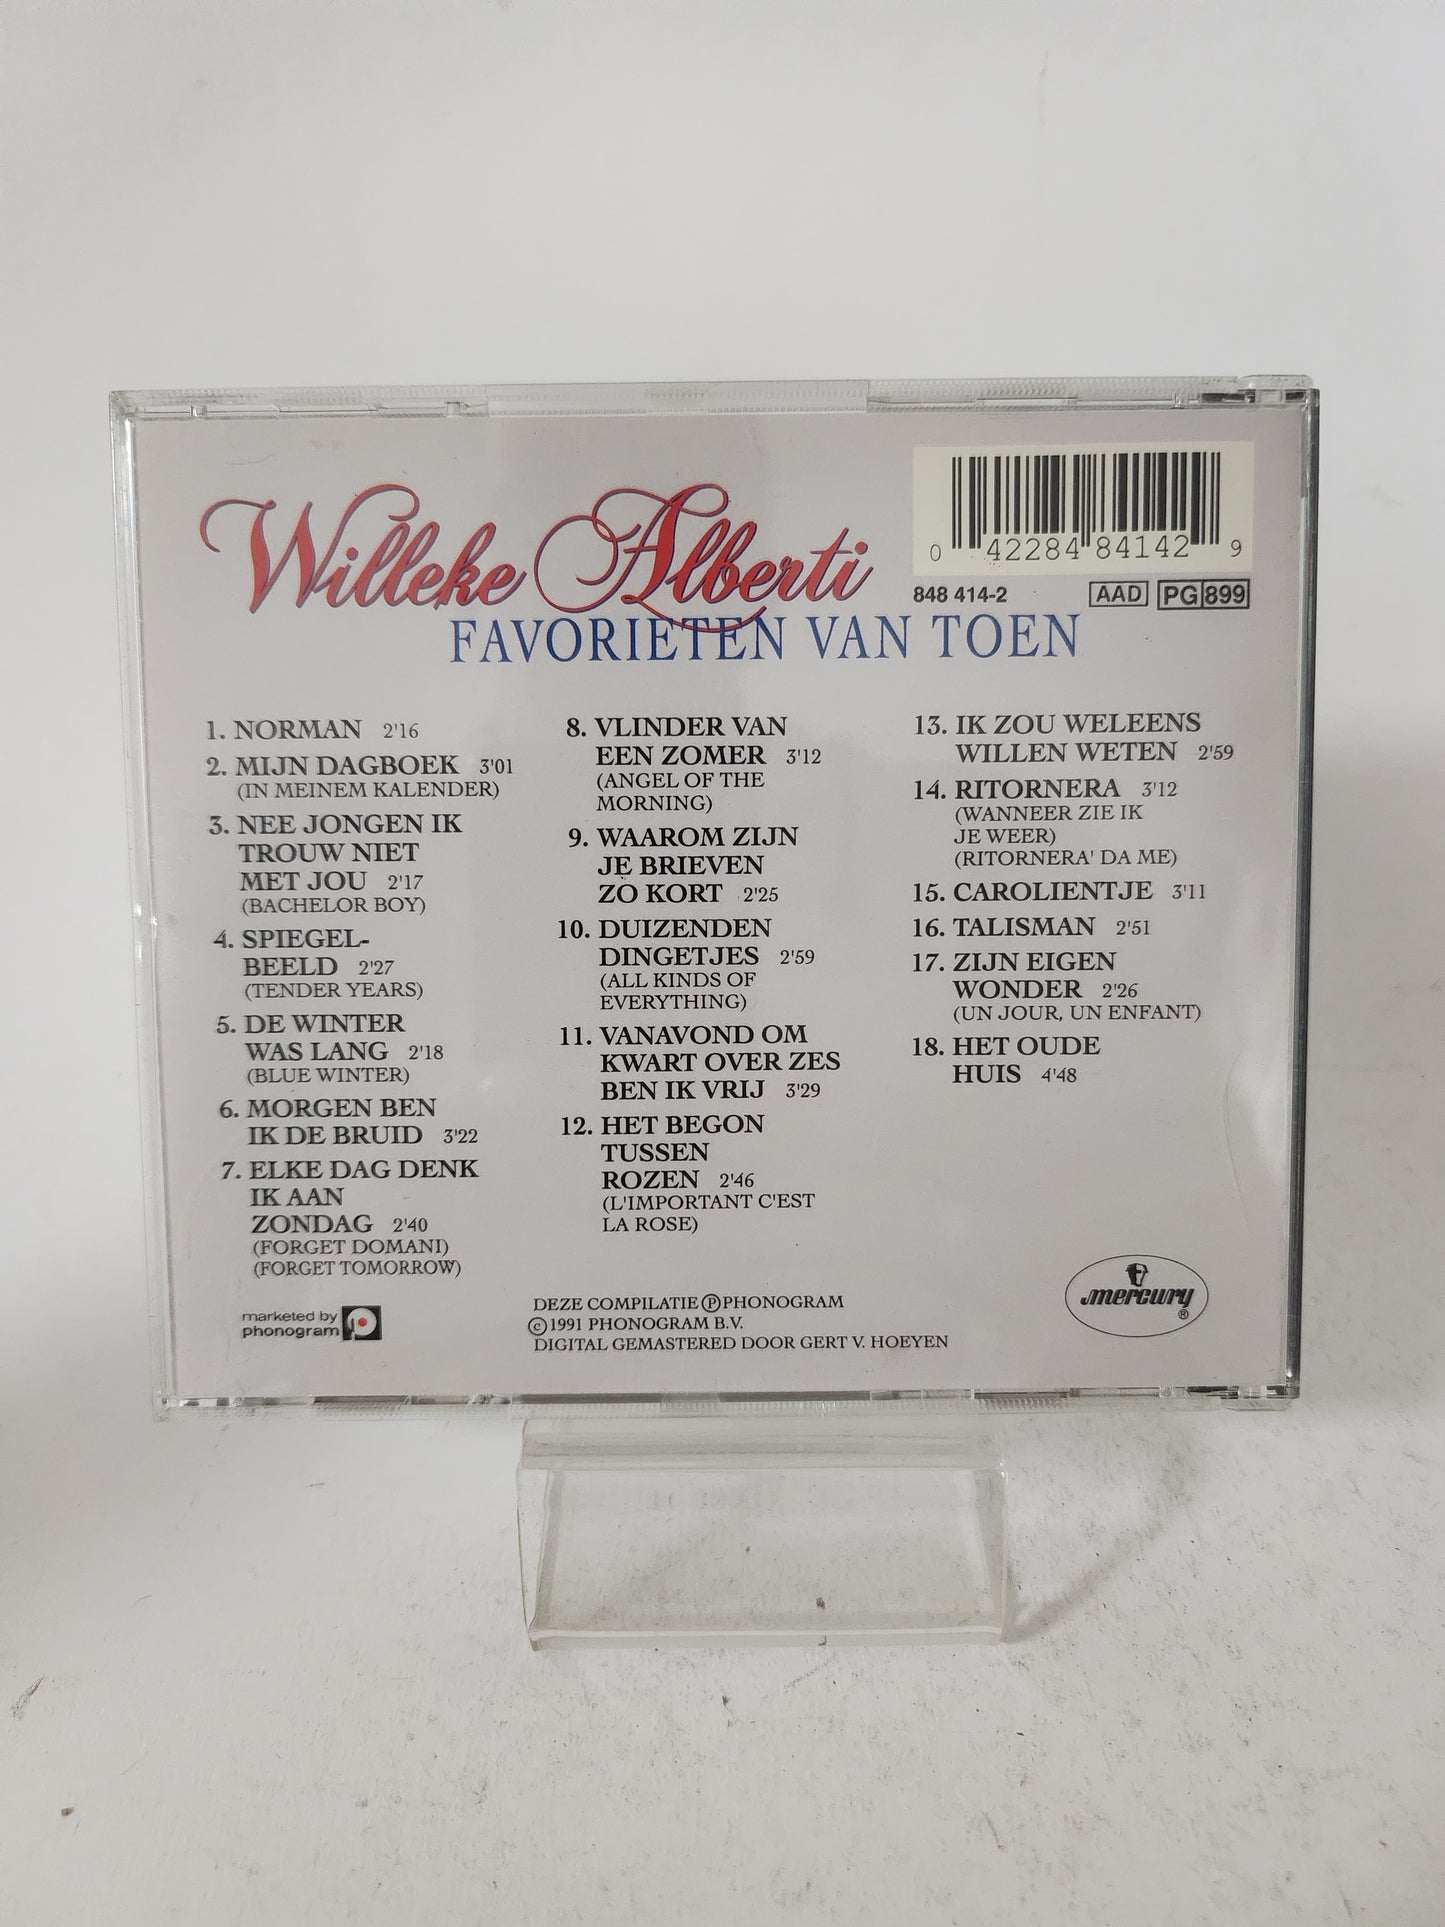 Willeke Alberti
FAVORIETEN VAN TOEN
0 42284 84142 9
848 414-2 AAD PG 899
1. NORMAN 2'16
2. MIJN DAGBOEK 3'01
(IN MEINEM KALENDER)
3. NEE JONGEN IK
TROUW NIET
MET JOU 2'17
(BACHELOR BOY)
4. SPIEGEL-
BEELD 2'27
(TENDER YEARS)
5. DE WINTER
WAS LANG 2'18
(BLUE WINTER)
6. MORGEN BEN
IK DE BRUID 3'22
7. ELKE DAG DENK
IK AAN
ZONDAG 2'40
(FORGET DOMANI)
(FORGET TOMORROW)
8. VLINDER VAN
EEN ZOMER 3'12
(ANGEL OF THE
MORNING)
9. WAAROM ZIJN
JE BRIEVEN
ZO KORT 2'25
10. DUIZENDEN
DINGETJES 2'59
(ALL KINDS OF
EVERYTHING)
11. VANAVOND OM
KWART OVER ZES
BEN IK VRIJ 3'29
12. HET BEGON
TUSSEN
ROZEN 2'46
(L'IMPORTANT C'EST
LA ROSE)
13. IK ZOU WELEENS
WILLEN WETEN 2'59
14. RITORNERA 3'12
(WANNEER ZIE IK
JE WEER)
(RITORNERA' DA ME)
15. CAROLIENTJE 3'11
16. TALISMAN 2'51
17. ZIJN EIGEN
WONDER 2'26
(UN JOUR, UN ENFANT)
18. HET OUDE
HUIS 4'48
marketed by
phonogram
DEZE COMPILATIE Ⓟ PHONOGRAM
© 1991 PHONOGRAM B.V.
DIGITAL GEMASTERED DOOR GERT V. HOEYEN
mercury ®